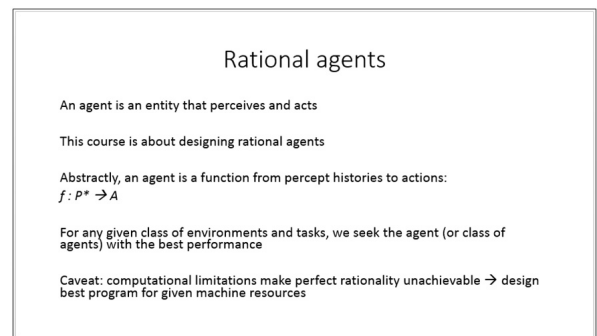 Rational agents
An agent is an entity that perceives and acts
This course is about designing rational agents
Abstractly, an agent is a function from percept histories to actions:
f : P* → A
For any given class of environments and tasks, we seek the agent (or class of
agents) with the best performance
Caveat: computational limitations make perfect rationality unachievable → design
best program for given machine resources